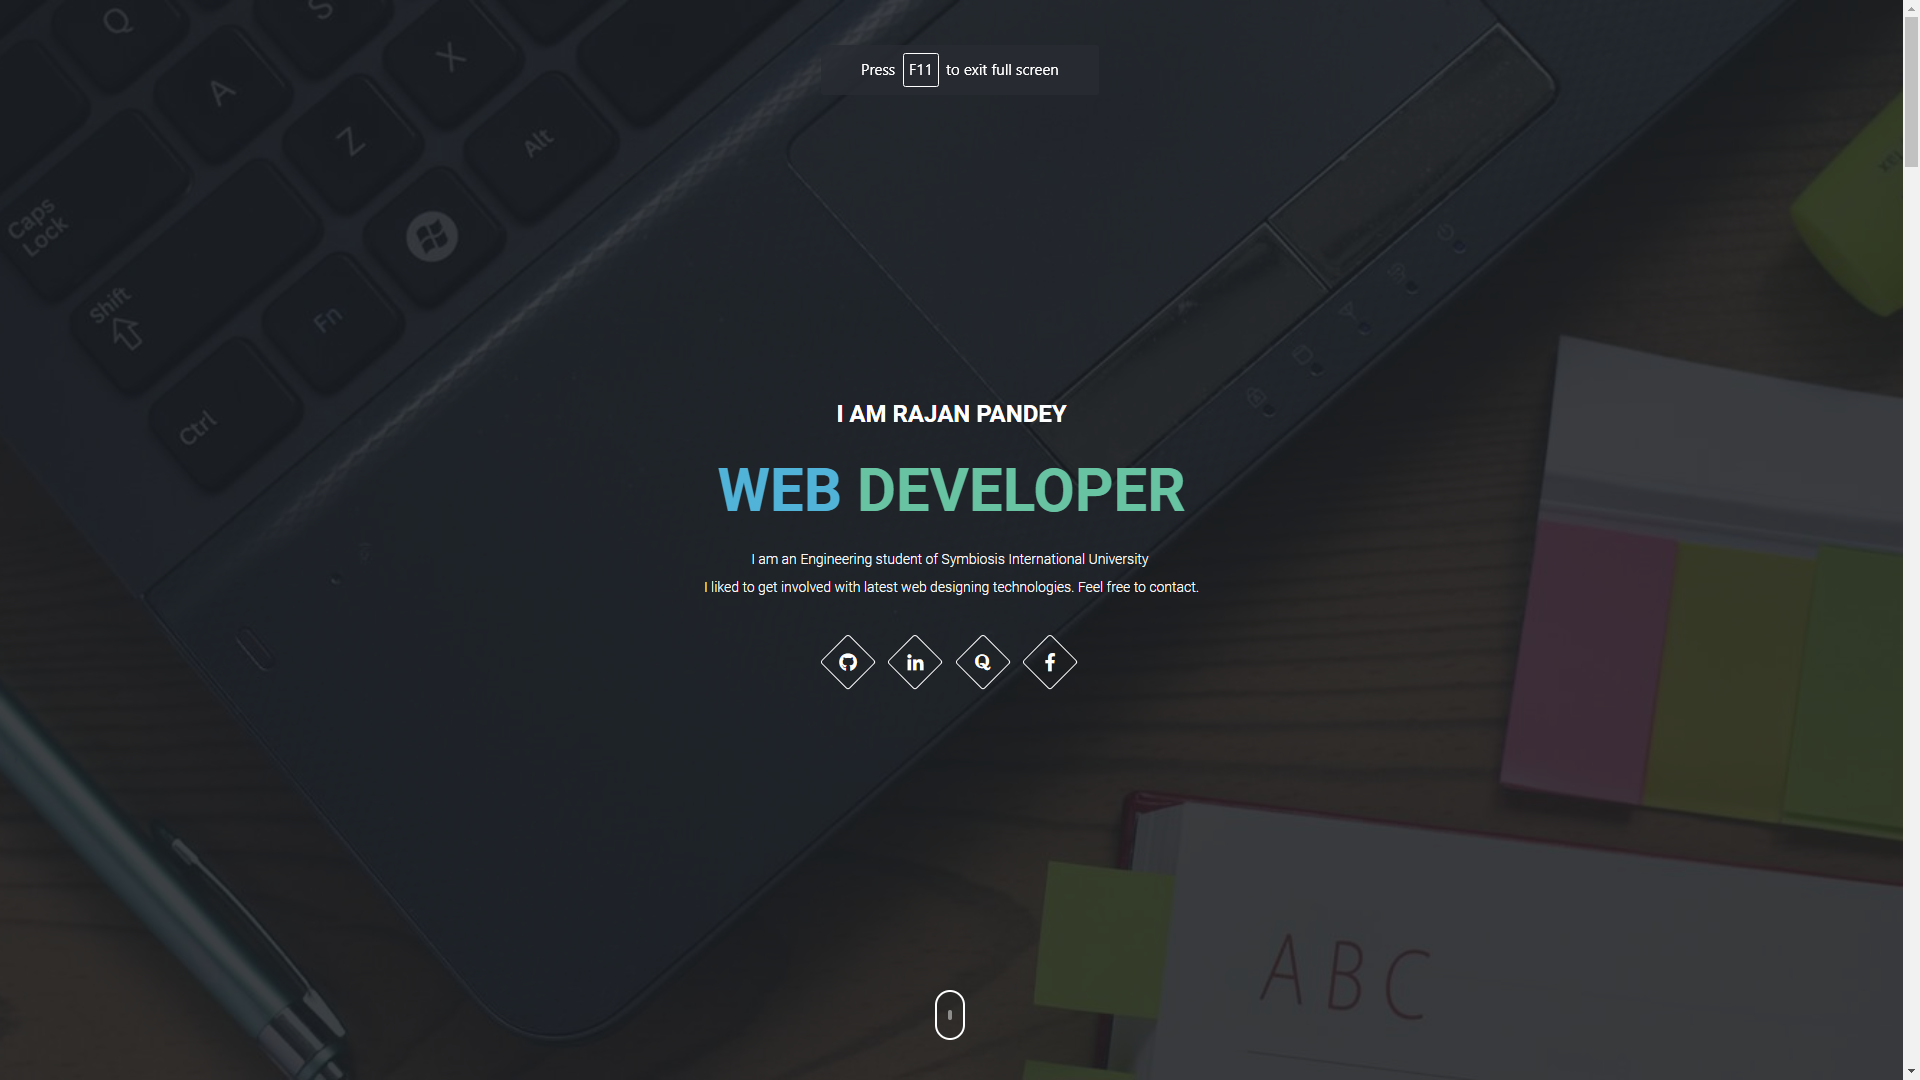 Q
S
A
X
Z
Alt
Caps
Lock
Shift
Fn
Ctrl
Press F11 to exit full screen
I AM RAJAN PANDEY
WEB DEVELOPER
I am an Engineering student of Symbiosis International University
I liked to get involved with latest web designing technologies. Feel free to contact.
in Q f
ABC